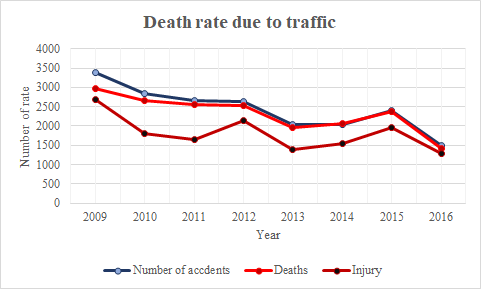 Death rate due to traffic
4000
3500
3000
2500
2000
1500
1000
500
0
Number of rate
2009 2010 2011 2012 2013 2014 2015 2016
Year
Number of accdents Deaths Injury